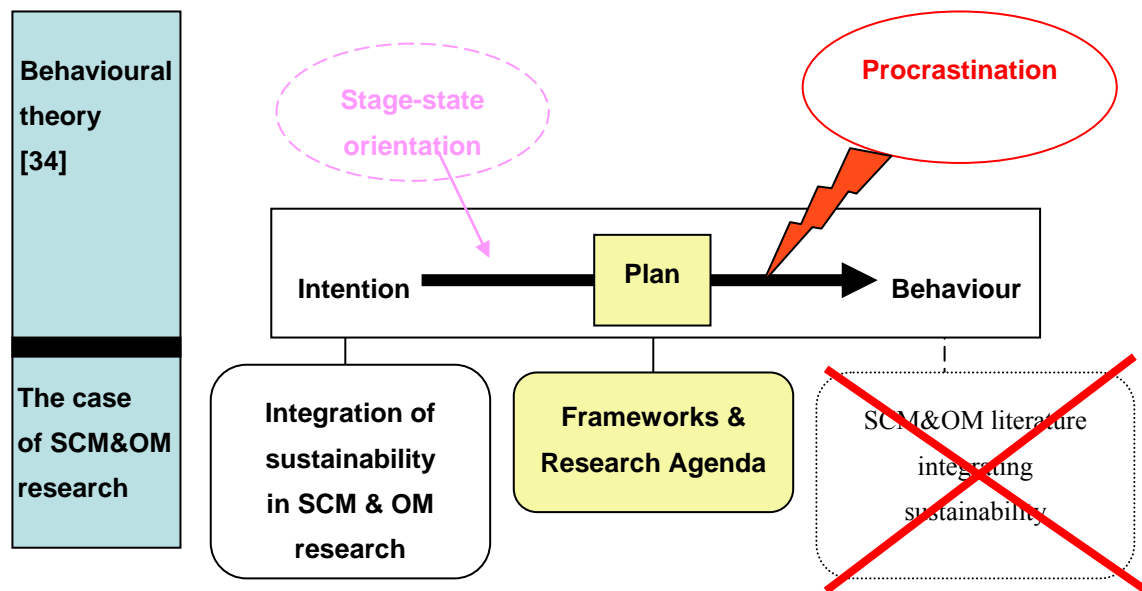 Behavioural
theory
[34]
Stage-state
orientation
Procrastination
Intention
Plan
Behaviour
The case
of SCM&OM
research
Integration of
sustainability
in SCM & OM
research
Frameworks &
Research Agenda
SCM&OM literature
integrating
sustainability